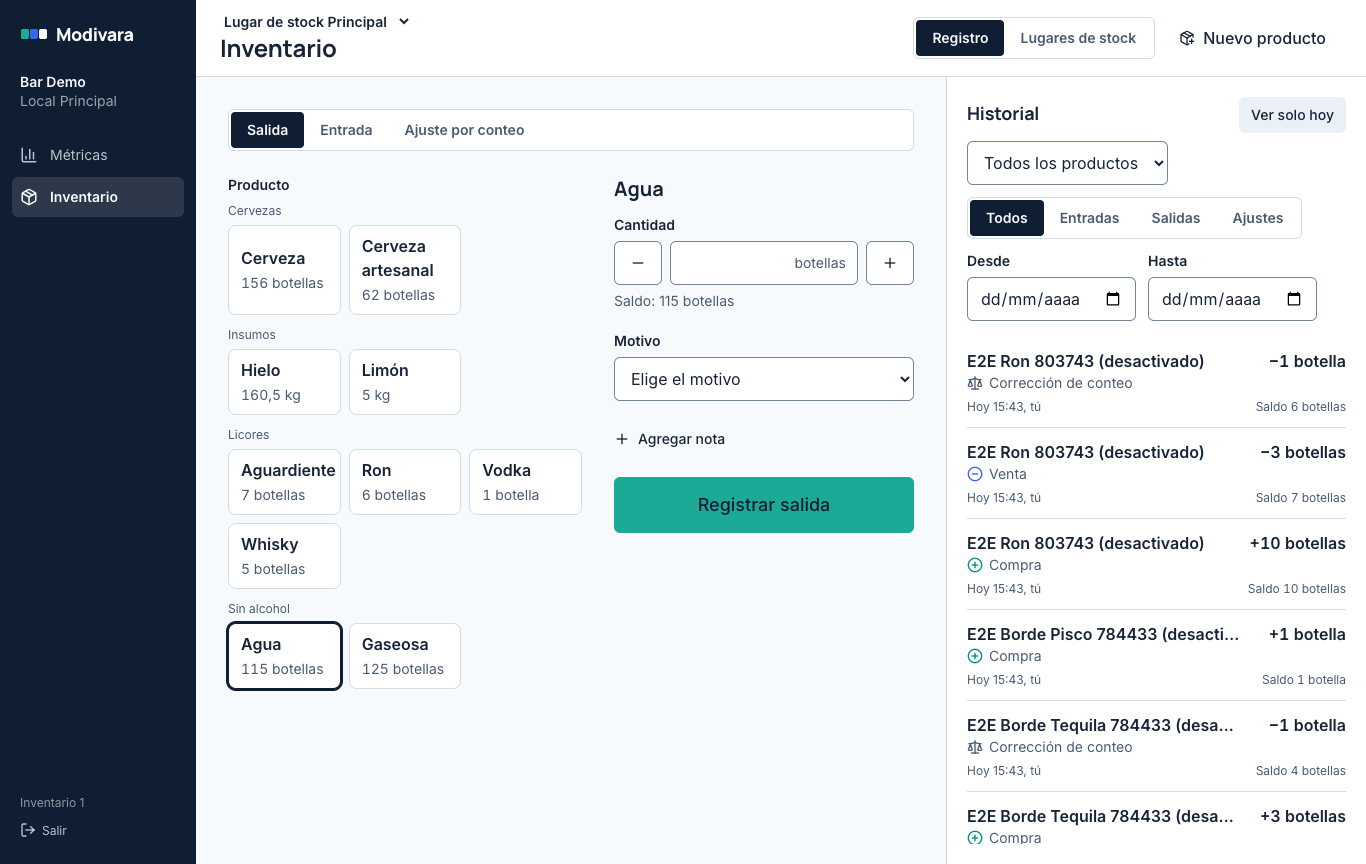 Modivara
Bar Demo
Local Principal
Métricas
Inventario
Inventario 1
Salir
Lugar de stock Principal
Inventario
Registro
Lugares de stock
Nuevo producto
Salida
Entrada
Ajuste por conteo
Producto
Cervezas
Cerveza
156 botellas
Cerveza
artesanal
62 botellas
Insumos
Hielo
160,5 kg
Limón
5 kg
Licores
Aguardiente
7 botellas
Ron
6 botellas
Vodka
1 botella
Whisky
5 botellas
Sin alcohol
Agua
115 botellas
Gaseosa
125 botellas
Agua
Cantidad
−
botellas
+
Saldo: 115 botellas
Motivo
Elige el motivo
+ Agregar nota
Registrar salida
Historial
Ver solo hoy
Todos los productos
Todos
Entradas
Salidas
Ajustes
Desde
Hasta
dd/mm/aaaa
dd/mm/aaaa
E2E Ron 803743 (desactivado) −1 botella
Corrección de conteo
Hoy 15:43, tú Saldo 6 botellas
E2E Ron 803743 (desactivado) −3 botellas
Venta
Hoy 15:43, tú Saldo 7 botellas
E2E Ron 803743 (desactivado) +10 botellas
Compra
Hoy 15:43, tú Saldo 10 botellas
E2E Borde Pisco 784433 (desacti... +1 botella
Compra
Hoy 15:43, tú Saldo 1 botella
E2E Borde Tequila 784433 (desa... −1 botella
Corrección de conteo
Hoy 15:43, tú Saldo 4 botellas
E2E Borde Tequila 784433 (desa... +3 botellas
Compra